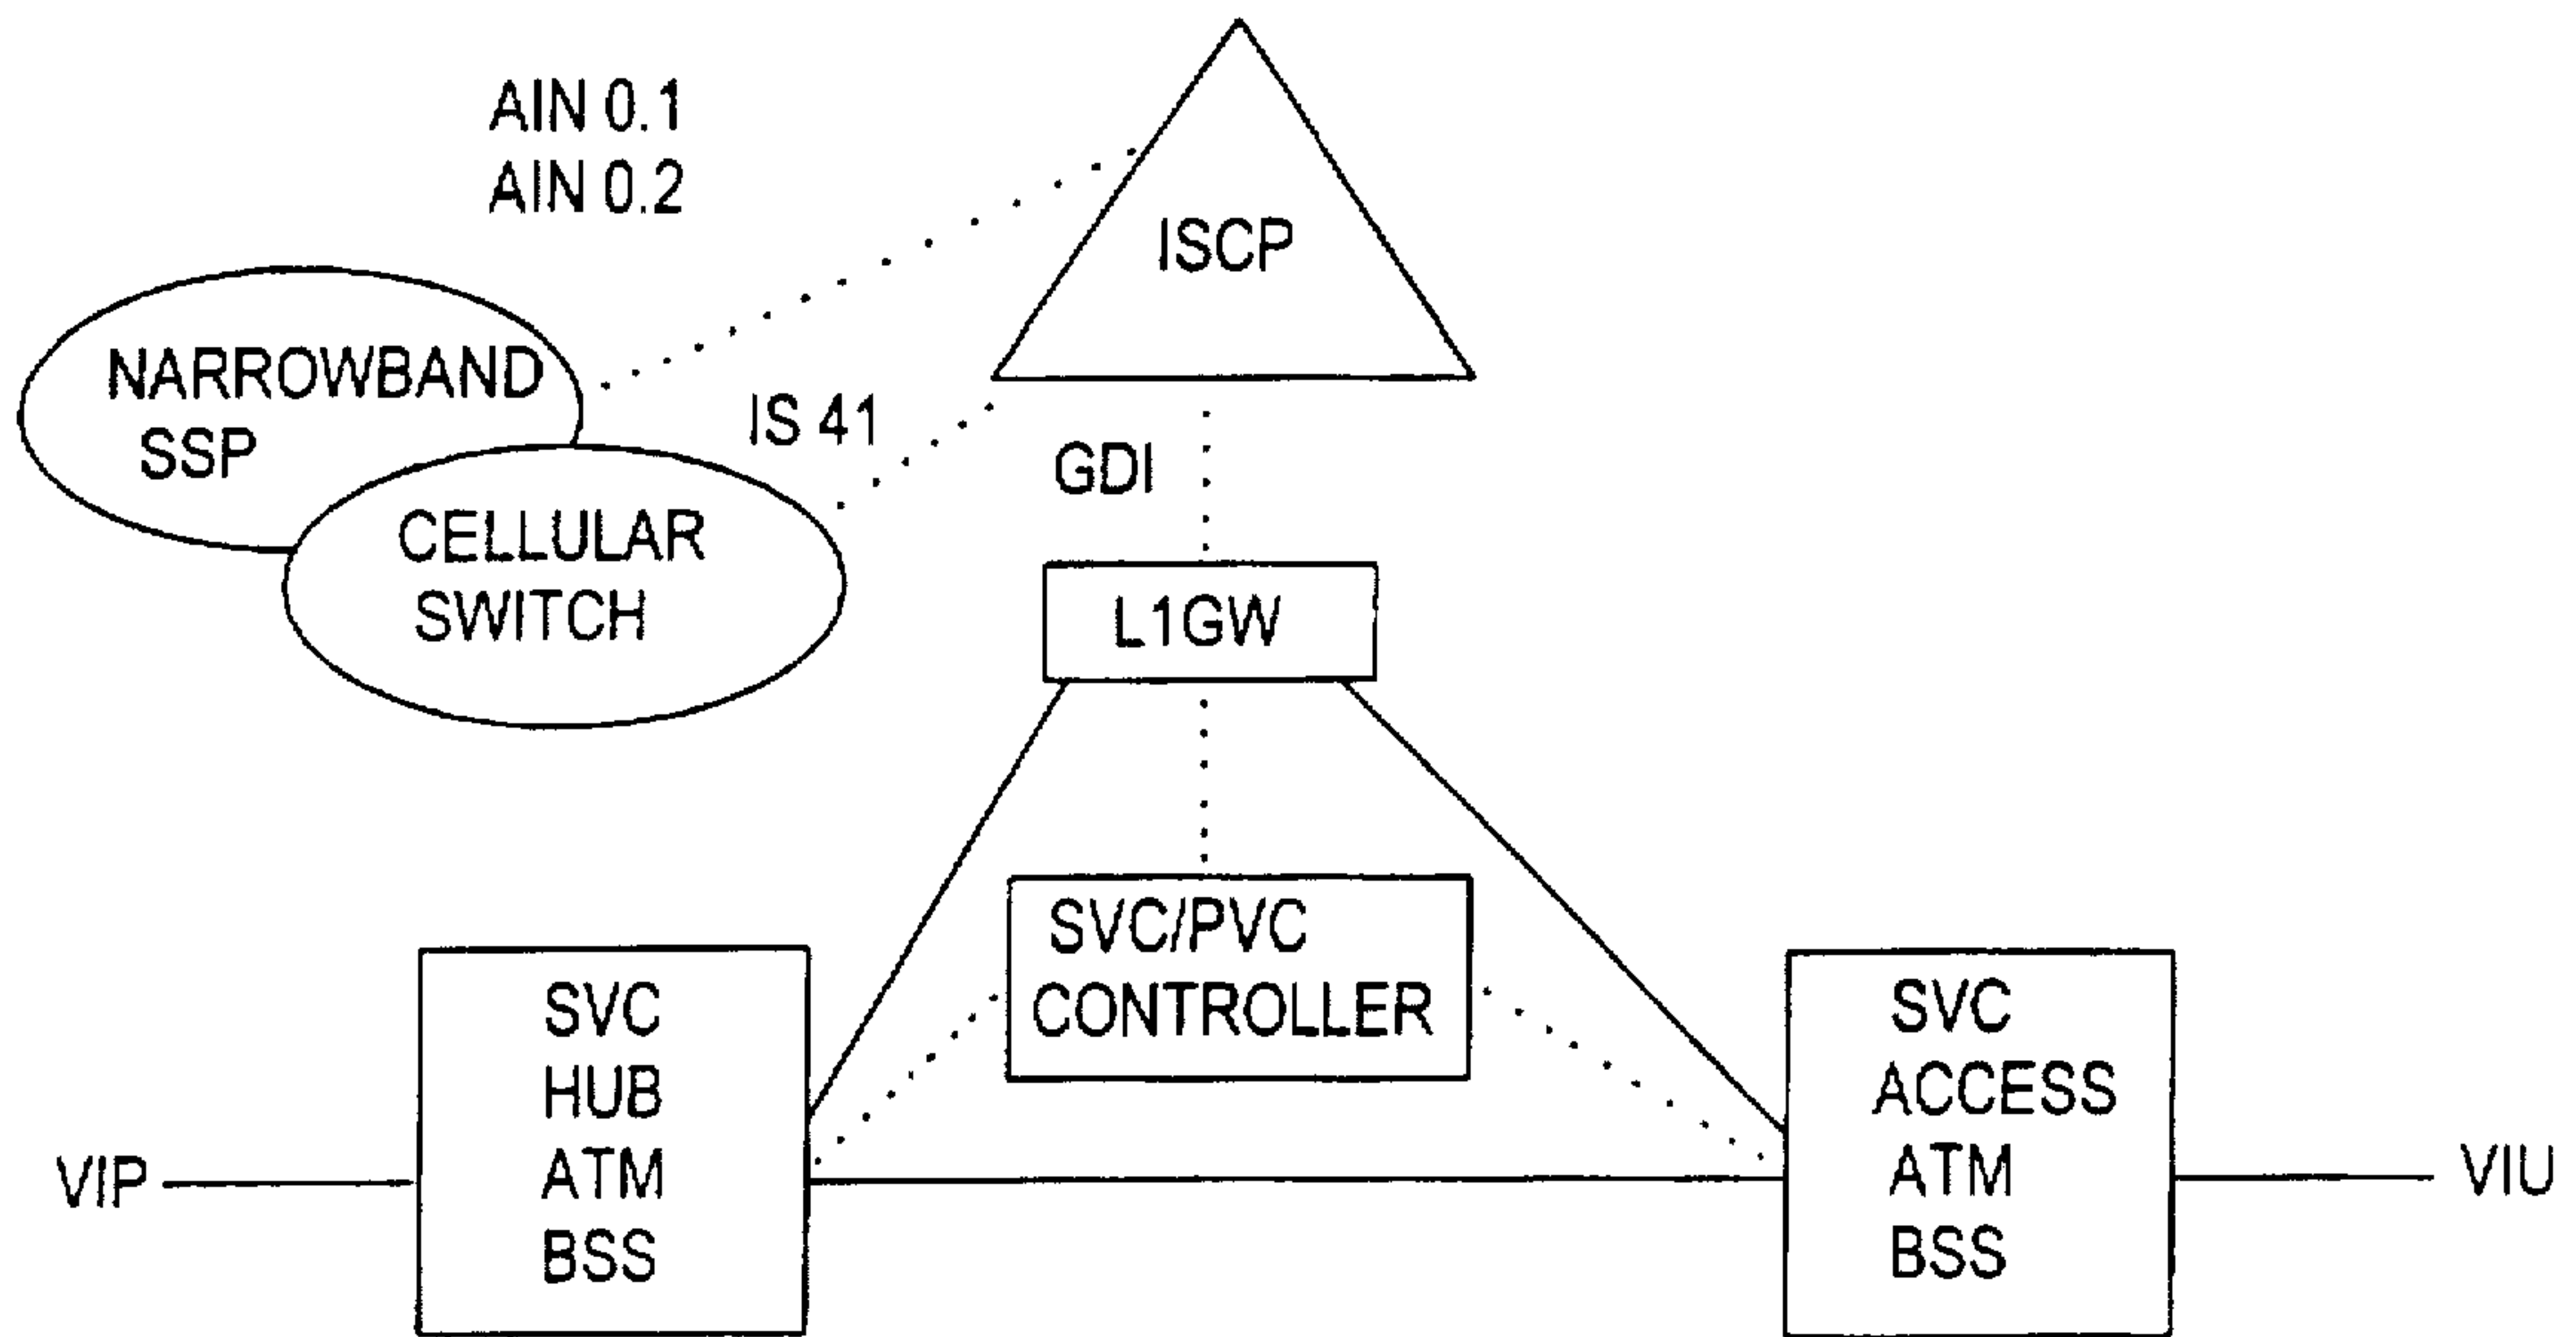 AIN 0.1
AIN 0.2
ISCP
NARROWBAND
SSP
IS 41
GDI
CELLULAR
SWITCH
L1GW
SVC/PVC
CONTROLLER
SVC
HUB
ATM
BSS
SVC
ACCESS
ATM
BSS
VIP
VIU